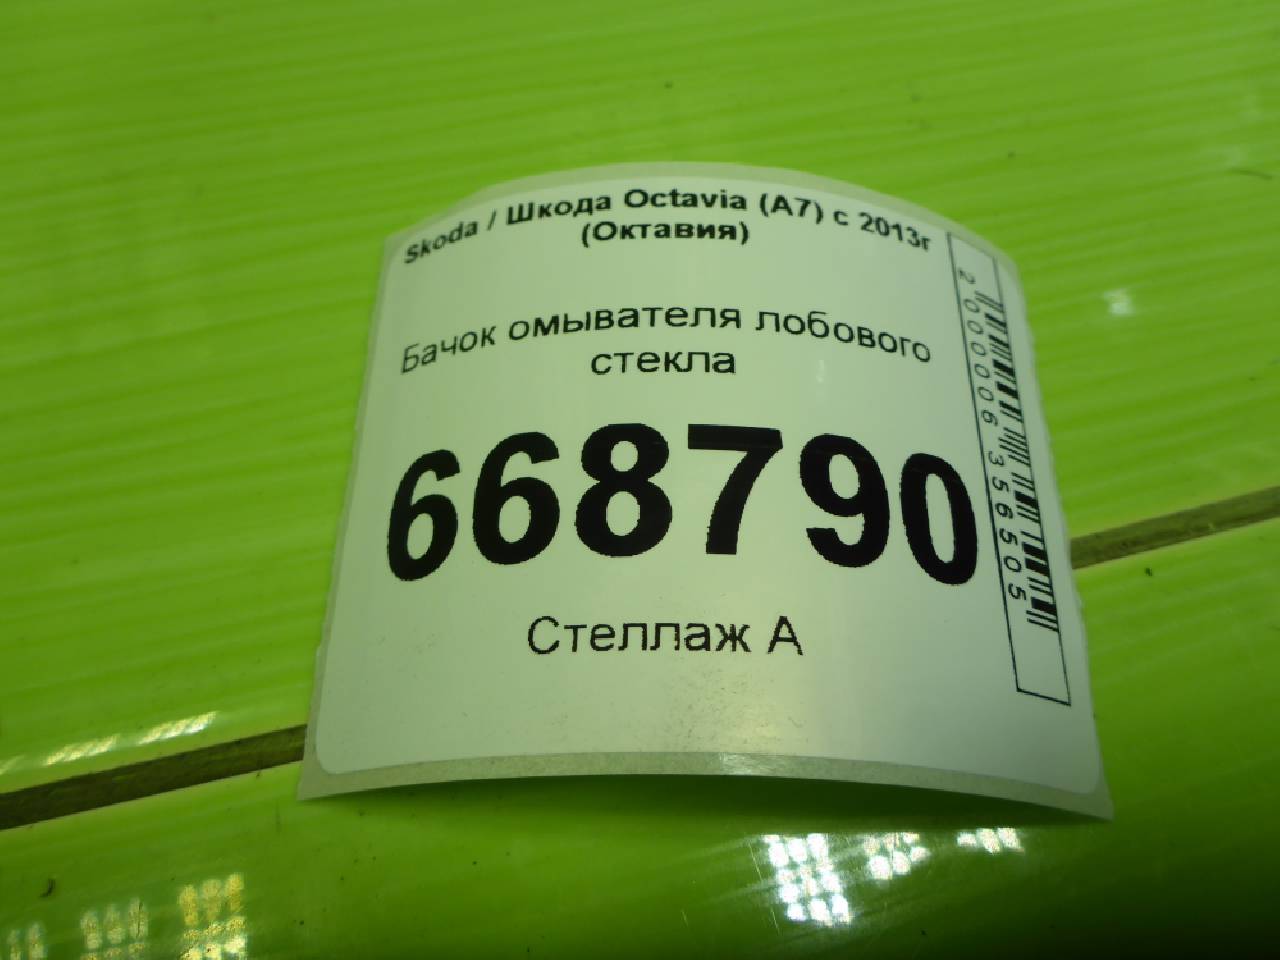 Skoda / Шкода Octavia (A7) с 2013г
(Октавия)
Бачок омывателя лобового
стекла
668790
Стеллаж А
2000006356505